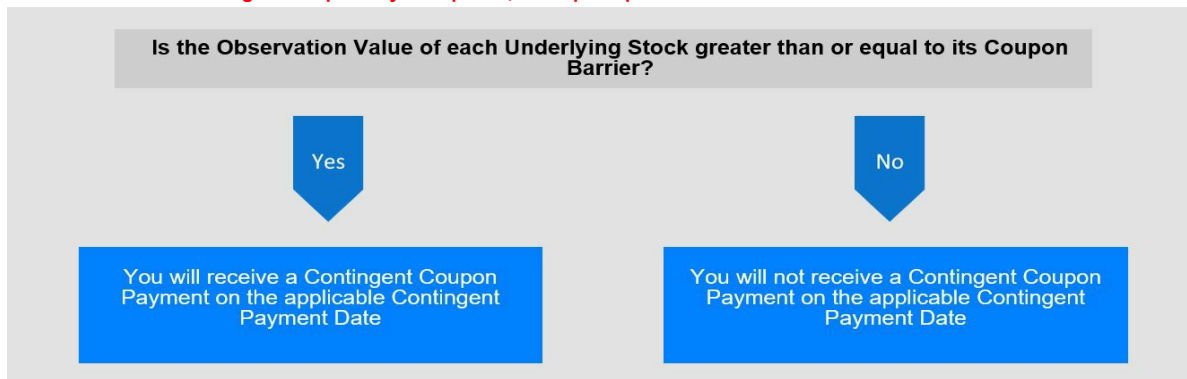 Is the Observation Value of each Underlying Stock greater than or equal to its Coupon
Barrier?
Yes
No
You will receive a Contingent Coupon
Payment on the applicable Contingent
Payment Date
You will not receive a Contingent Coupon
Payment on the applicable Contingent
Payment Date